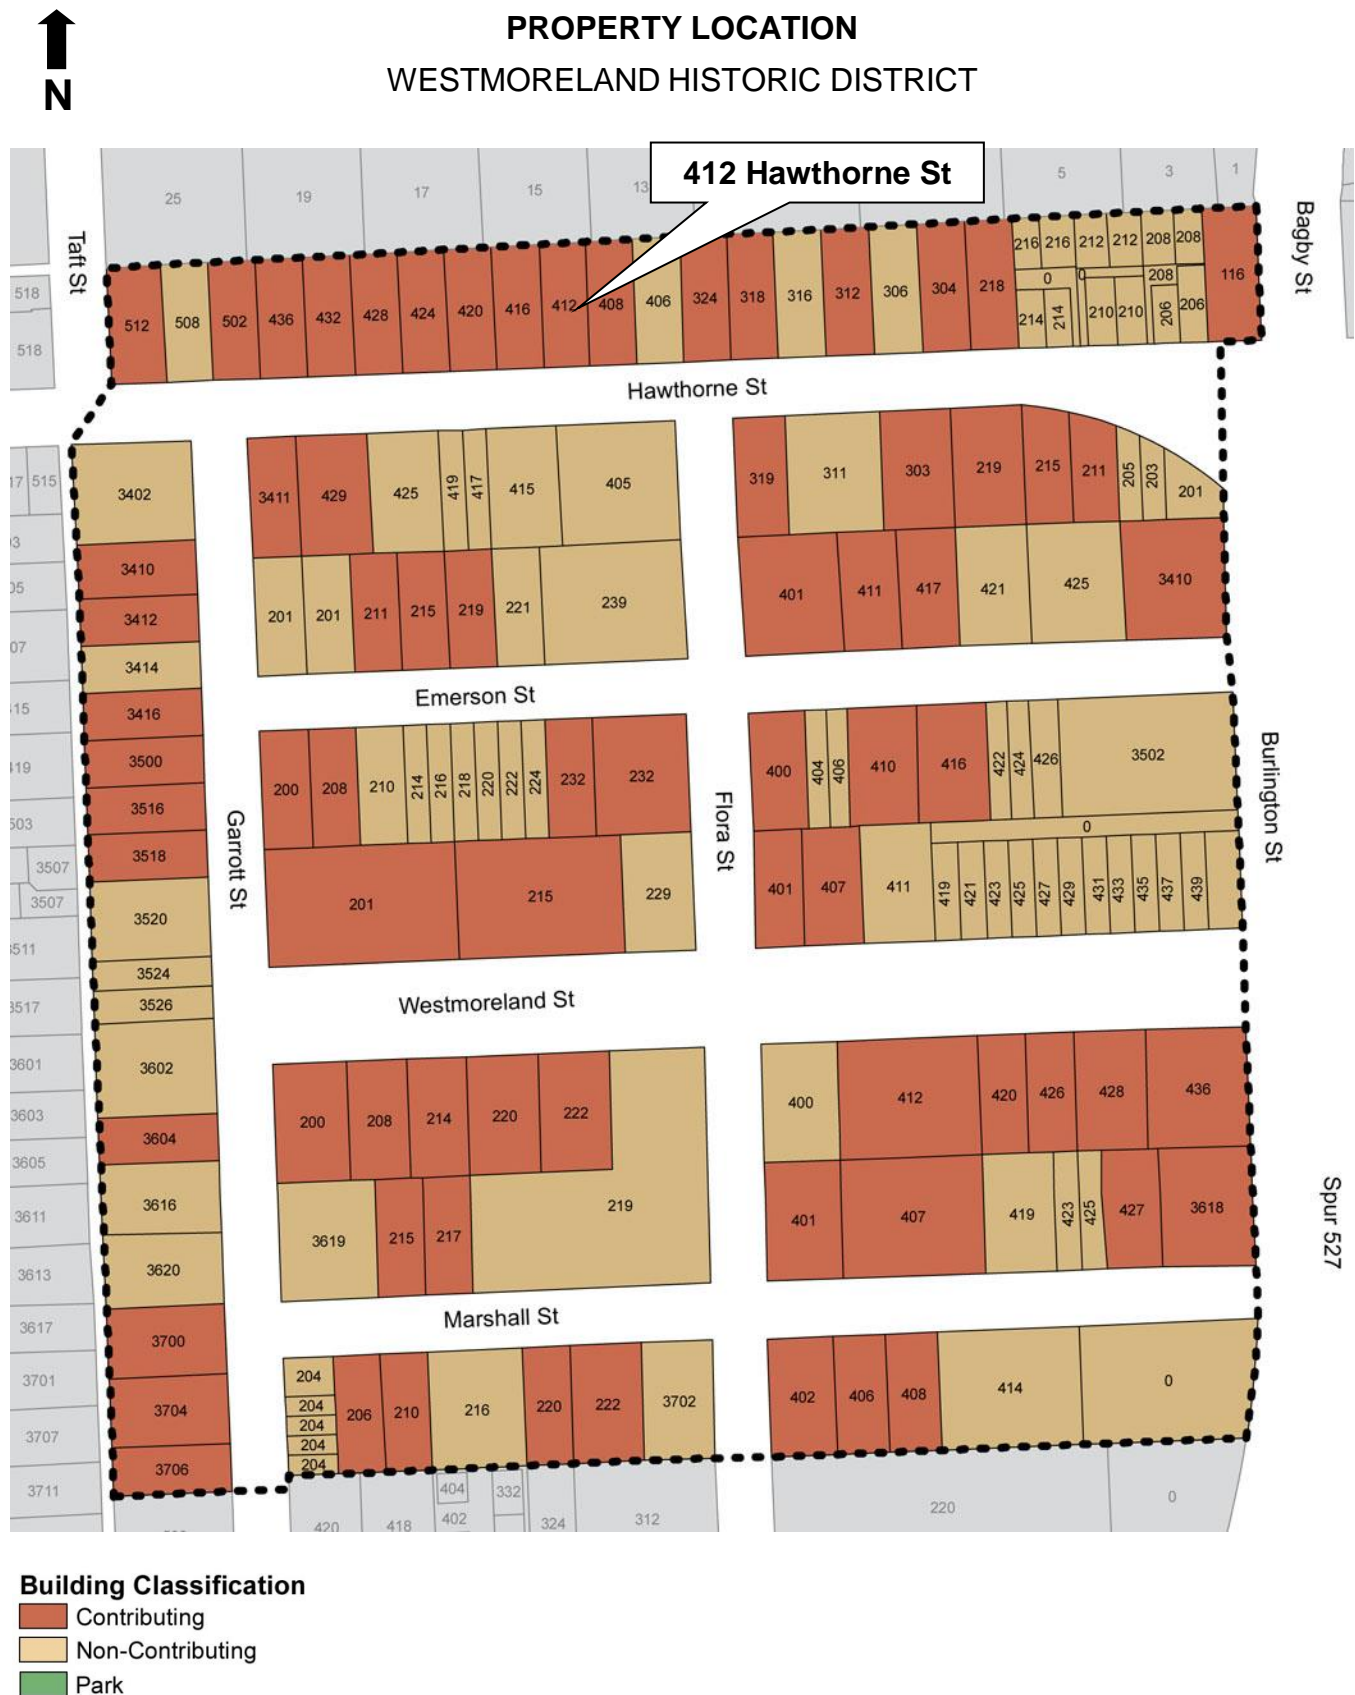 PROPERTY LOCATION
WESTMORELAND HISTORIC DISTRICT
N
412 Hawthorne St
25 19 17 15 13 5 3 1
Taft St
Bagby St
518
518
512 508 502 436 432 428 424 420 416 412 408 406 324 318 316 312 306 304 218
216 216 212 212 208 208
0 0 208
214 214 210 210 206 206
116
Hawthorne St
17 515
3402
3411 429 425 419 417 415 405
319 311 303 219 215 211 205 203 201
3410
3412
3414
3416
3500
3516
3518
3520
3524
3526
3602
3604
3616
3620
3700
3704
3706
201 201 211 215 219 221 239
401 411 417 421 425 3410
Emerson St
200 208 210 214 216 218 220 222 224 232 232
400 404 406 410 416 422 424 426 3502
0
Garrott St
Flora St
Burlington St
201 215 229
401 407 411 419 421 423 425 427 429 431 433 435 437 439
3507
3507
Westmoreland St
200 208 214 220 222
219
400 412 420 426 428 436
3619 215 217
401 407 419 423 425 427 3618
Spur 527
3601
3603
3605
3611
3613
3617
3701
3707
3711
Marshall St
204
204
204
204
204
206 210 216 220 222 3702
402 406 408 414 0
420 418 404 402 332 324 312
220 0
Building Classification
Contributing
Non-Contributing
Park